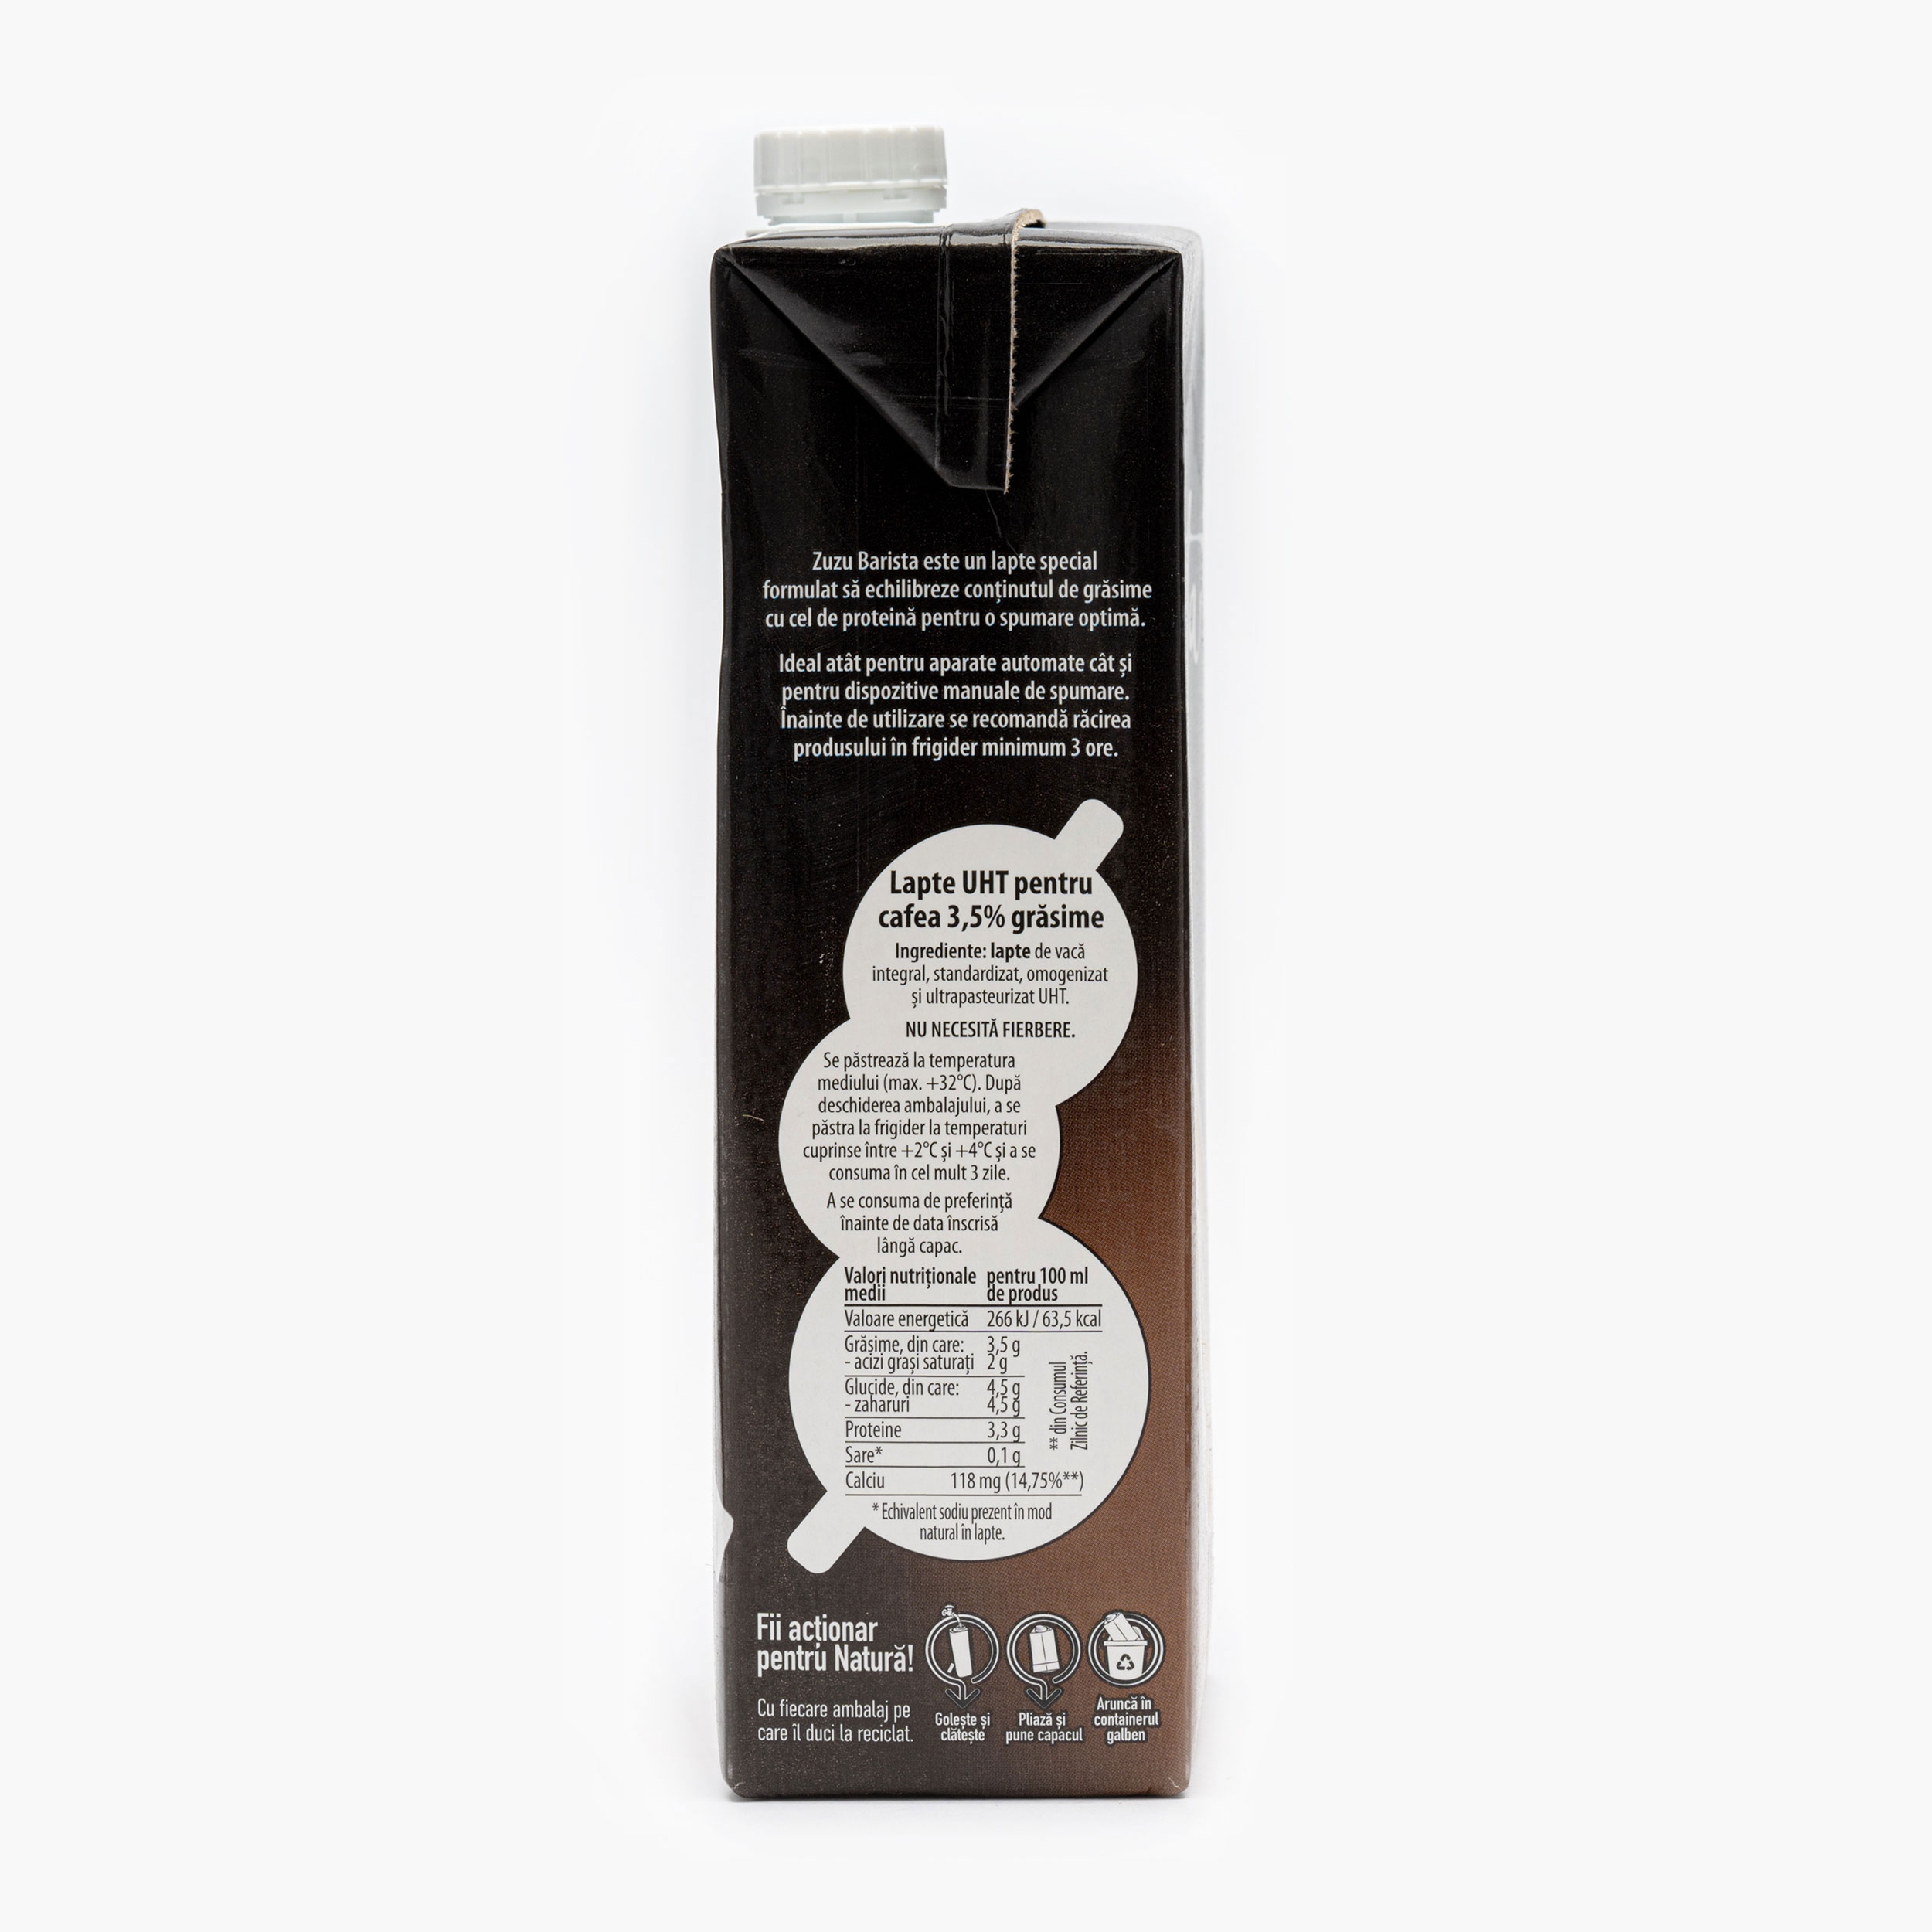 Zuzu Barista este un lapte special
formulat să echilibreze conținutul de grăsime
cu cel de proteină pentru o spumare optimă.
Ideal atât pentru aparate automate cât și
pentru dispozitive manuale de spumare.
Înainte de utilizare se recomandă răcirea
produsului în frigider minimum 3 ore.
Lapte UHT pentru
cafea 3,5% grăsime
Ingrediente: lapte de vacă
integral, standardizat, omogenizat
și ultrapasteurizat UHT.
NU NECESITĂ FIERBERE.
Se păstrează la temperatura
mediului (max. +32°C). După
deschiderea ambalajului, a se
păstra la frigider la temperaturi
cuprinse între +2°C și +4°C și a se
consuma în cel mult 3 zile.
A se consuma de preferință
înainte de data înscrisă
lângă capac.
Valori nutriționale pentru 100 ml
medii de produs
Valoare energetică 266 kJ / 63,5 kcal
Grăsime, din care: 3,5 g
- acizi grași saturați 2 g
Glucide, din care: 4,5 g
- zaharuri 4,5 g
Proteine 3,3 g
Sare* 0,1 g
Calciu 118 mg (14,75%**)
** din Consumul
Zilnic de Referință.
* Echivalent sodiu prezent în mod
natural în lapte.
Fii acționar
pentru Natură!
Cu fiecare ambalaj pe
care îl duci la reciclat.
Golește și
clătește
Pliază și
pune capacul
Aruncă în
containerul
galben